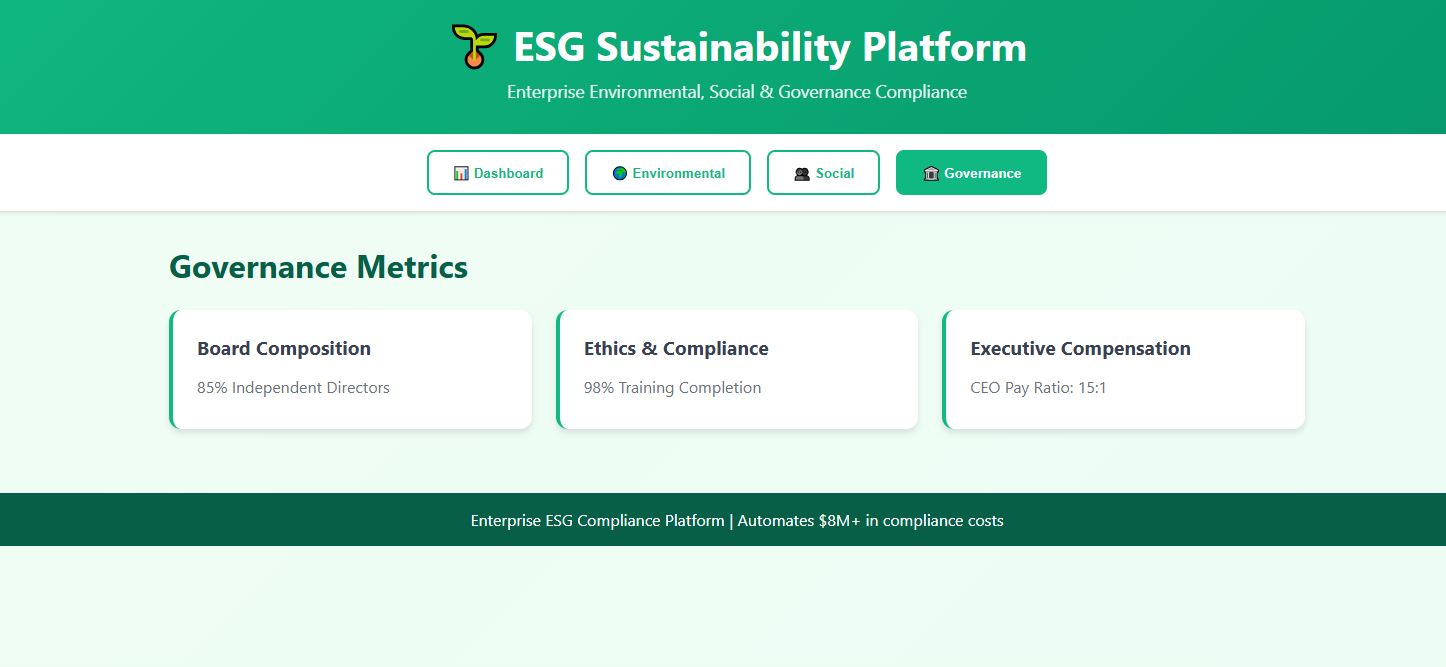 ESG Sustainability Platform
Enterprise Environmental, Social & Governance Compliance
Dashboard
Environmental
Social
Governance
Governance Metrics
Board Composition
85% Independent Directors
Ethics & Compliance
98% Training Completion
Executive Compensation
CEO Pay Ratio: 15:1
Enterprise ESG Compliance Platform | Automates $8M+ in compliance costs